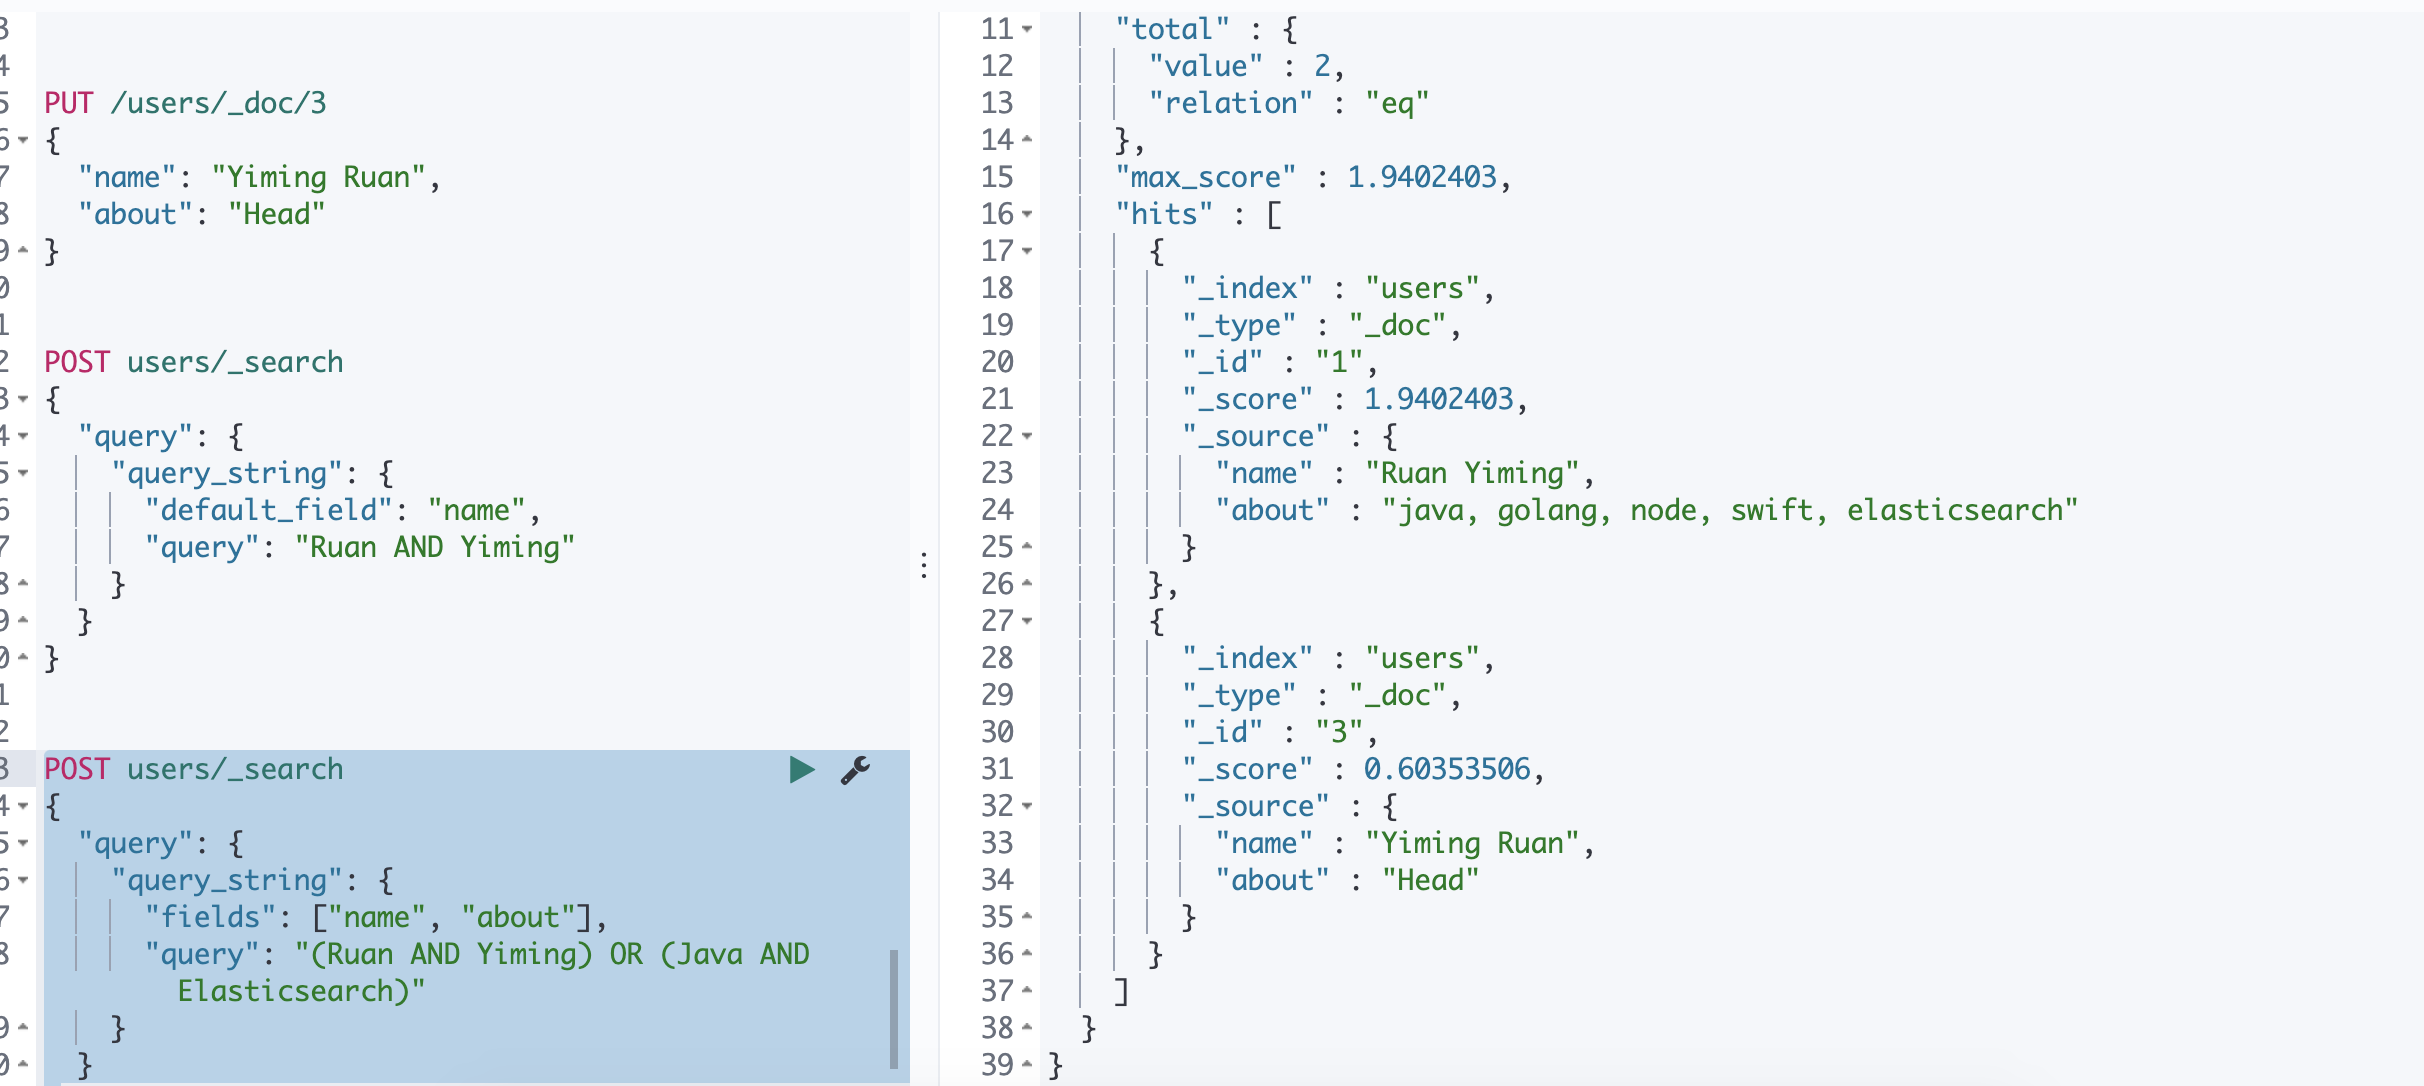 3
4
5 PUT /users/_doc/3
6 {
7 "name": "Yiming Ruan",
8 "about": "Head"
9 }
0
1
2 POST users/_search
3 {
4 "query": {
5 "query_string": {
6 "default_field": "name",
7 "query": "Ruan AND Yiming"
8 }
9 }
0 }
1
2
3 POST users/_search
4 {
5 "query": {
6 "query_string": {
7 "fields": ["name", "about"],
8 "query": "(Ruan AND Yiming) OR (Java AND
Elasticsearch)"
9 }
0 }
11 "total" : {
12 "value" : 2,
13 "relation" : "eq"
14 },
15 "max_score" : 1.9402403,
16 "hits" : [
17 {
18 "_index" : "users",
19 "_type" : "_doc",
20 "_id" : "1",
21 "_score" : 1.9402403,
22 "_source" : {
23 "name" : "Ruan Yiming",
24 "about" : "java, golang, node, swift, elasticsearch"
25 }
26 },
27 {
28 "_index" : "users",
29 "_type" : "_doc",
30 "_id" : "3",
31 "_score" : 0.60353506,
32 "_source" : {
33 "name" : "Yiming Ruan",
34 "about" : "Head"
35 }
36 }
37 ]
38 }
39 }